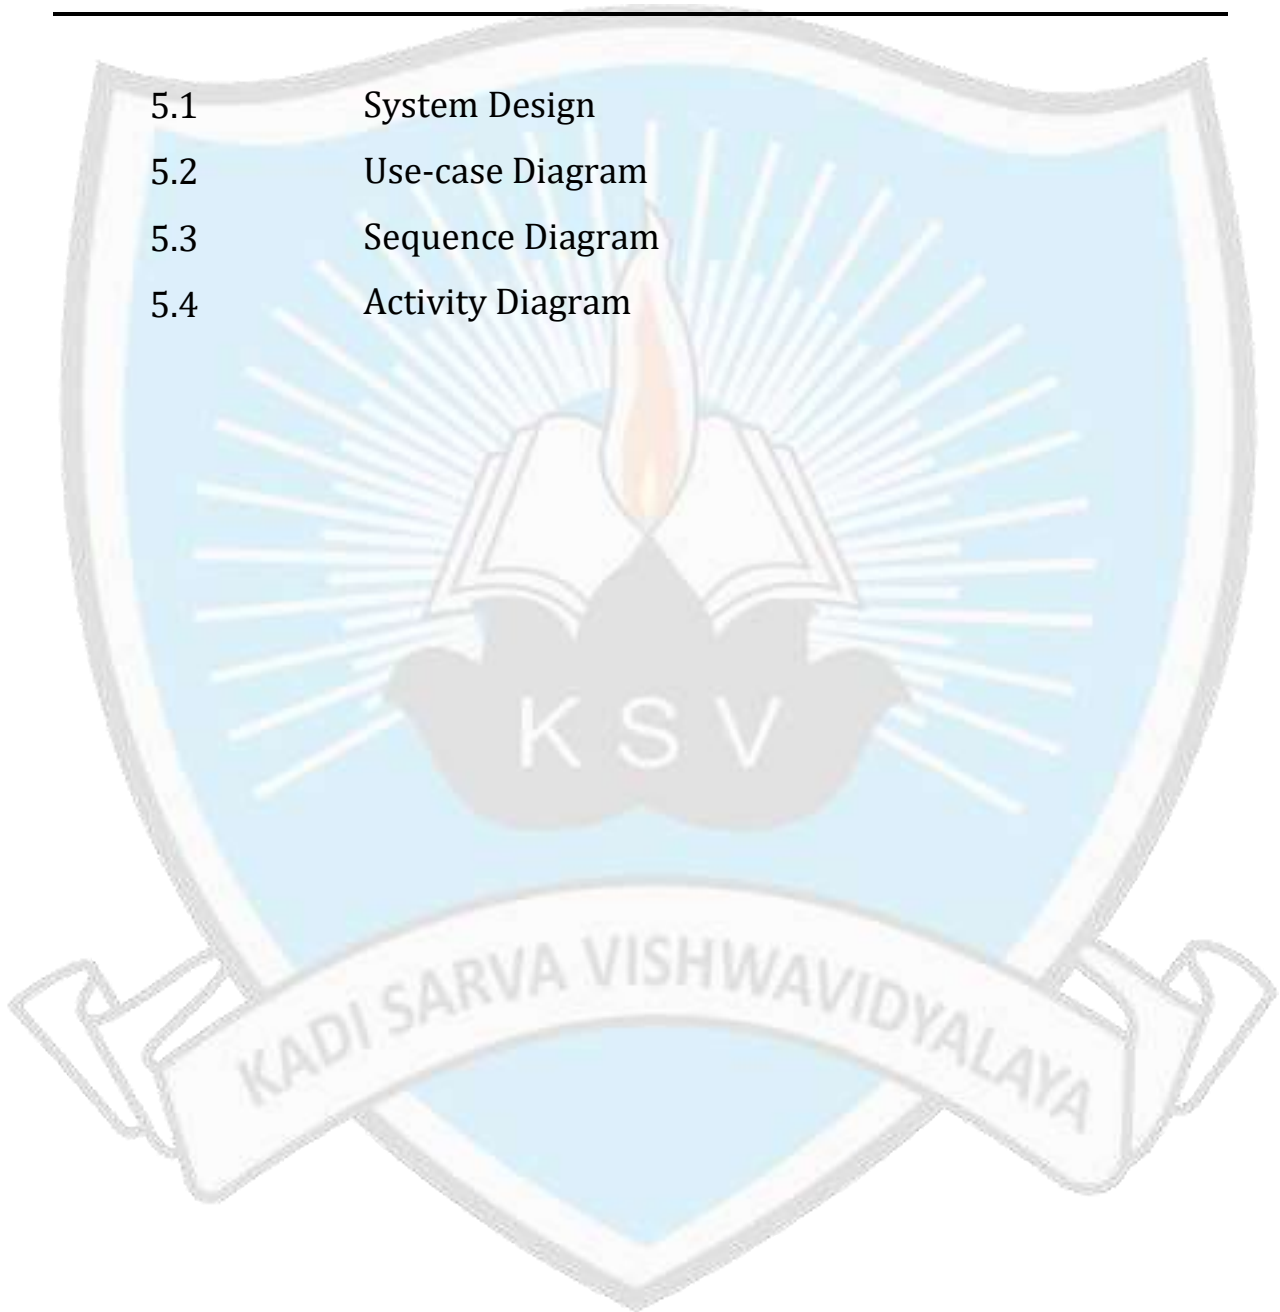 5.1 System Design
5.2 Use-case Diagram
5.3 Sequence Diagram
5.4 Activity Diagram
K S V
KADI SARVA VISHWAVIDYALAYA